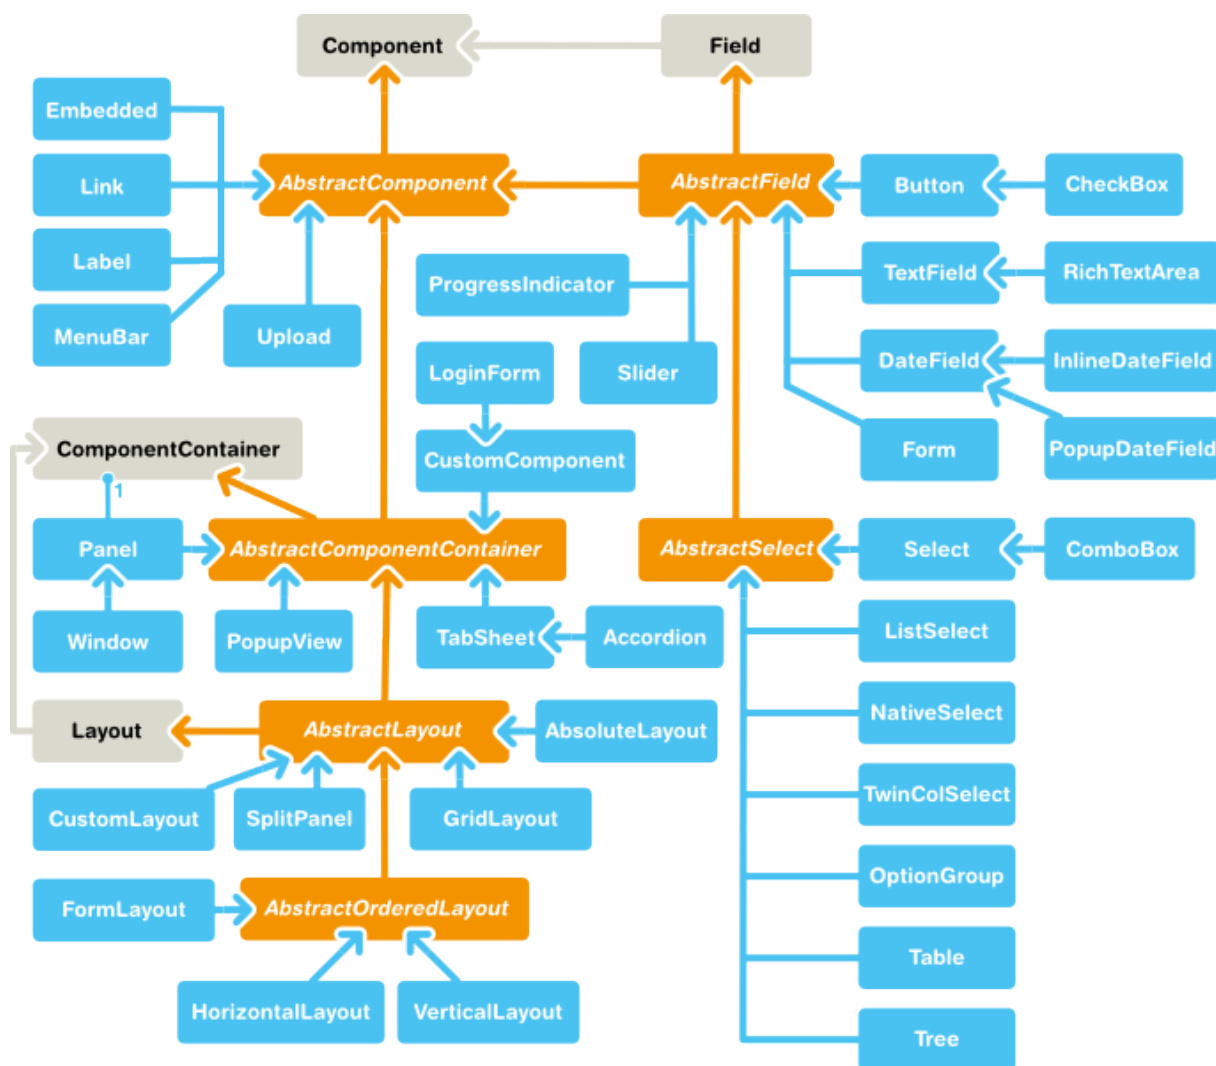 Component
Field
Embedded
Link
Label
MenuBar
AbstractComponent
Upload
AbstractField
Button
CheckBox
ProgressIndicator
TextField
RichTextArea
LoginForm
Slider
DateField
InlineDateField
ComponentContainer
CustomComponent
Form
PopupDateField
1
Panel
AbstractComponentContainer
AbstractSelect
Select
ComboBox
Window
PopupView
TabSheet
Accordion
ListSelect
Layout
AbstractLayout
AbsoluteLayout
NativeSelect
CustomLayout
SplitPanel
GridLayout
TwinColSelect
OptionGroup
FormLayout
AbstractOrderedLayout
Table
HorizontalLayout
VerticalLayout
Tree